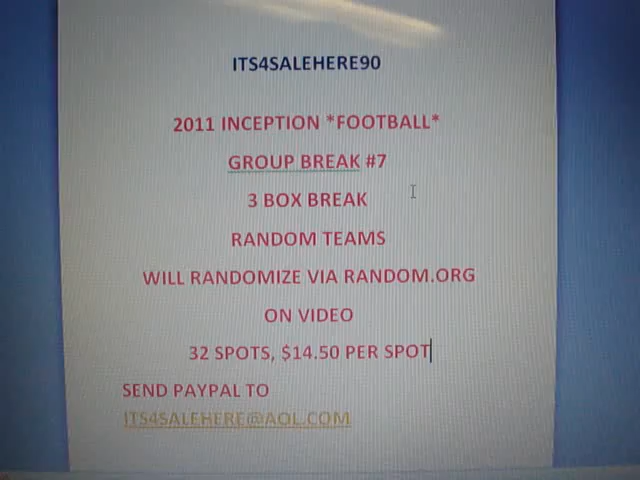 ITS4SALEHERE90
2011 INCEPTION *FOOTBALL*
GROUP BREAK #7
3 BOX BREAK
RANDOM TEAMS
WILL RANDOMIZE VIA RANDOM.ORG
ON VIDEO
32 SPOTS, $14.50 PER SPOT
SEND PAYPAL TO
ITS4SALEHERE@AOL.COM